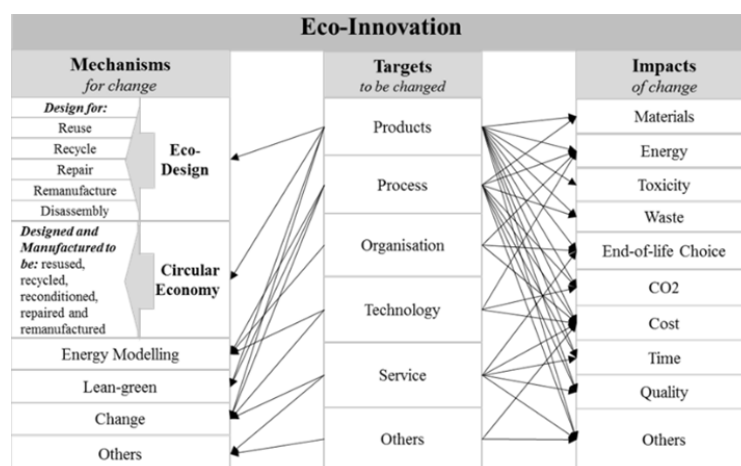 Eco-Innovation
Mechanisms
for change
Design for:
Reuse
Recycle
Repair
Remanufacture
Disassembly
Eco-
Design
Designed and
Manufactured to
be: resused,
recycled,
reconditioned,
repaired and
remanufactured
Circular
Economy
Energy Modelling
Lean-green
Change
Others
Targets
to be changed
Products
Process
Organisation
Technology
Service
Others
Impacts
of change
Materials
Energy
Toxicity
Waste
End-of-life Choice
CO2
Cost
Time
Quality
Others